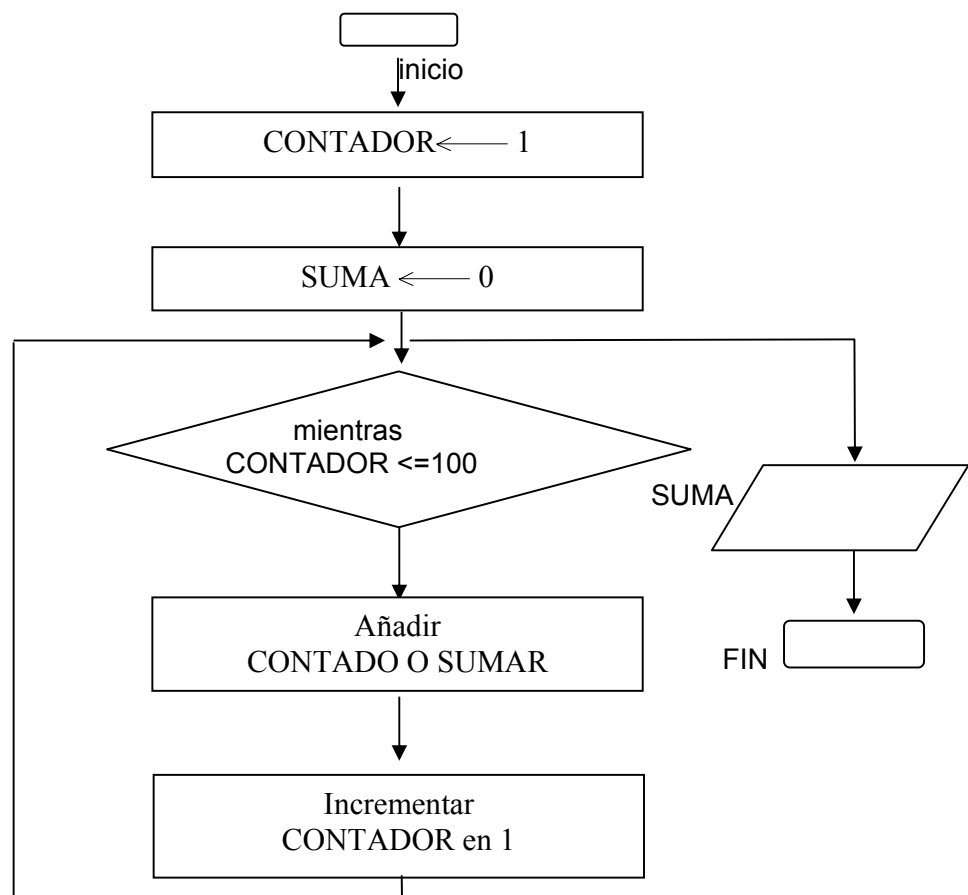 inicio
CONTADOR← 1
SUMA ← 0
mientras
CONTADOR <=100
SUMA
Añadir
CONTADO O SUMAR
FIN
Incrementar
CONTADOR en 1